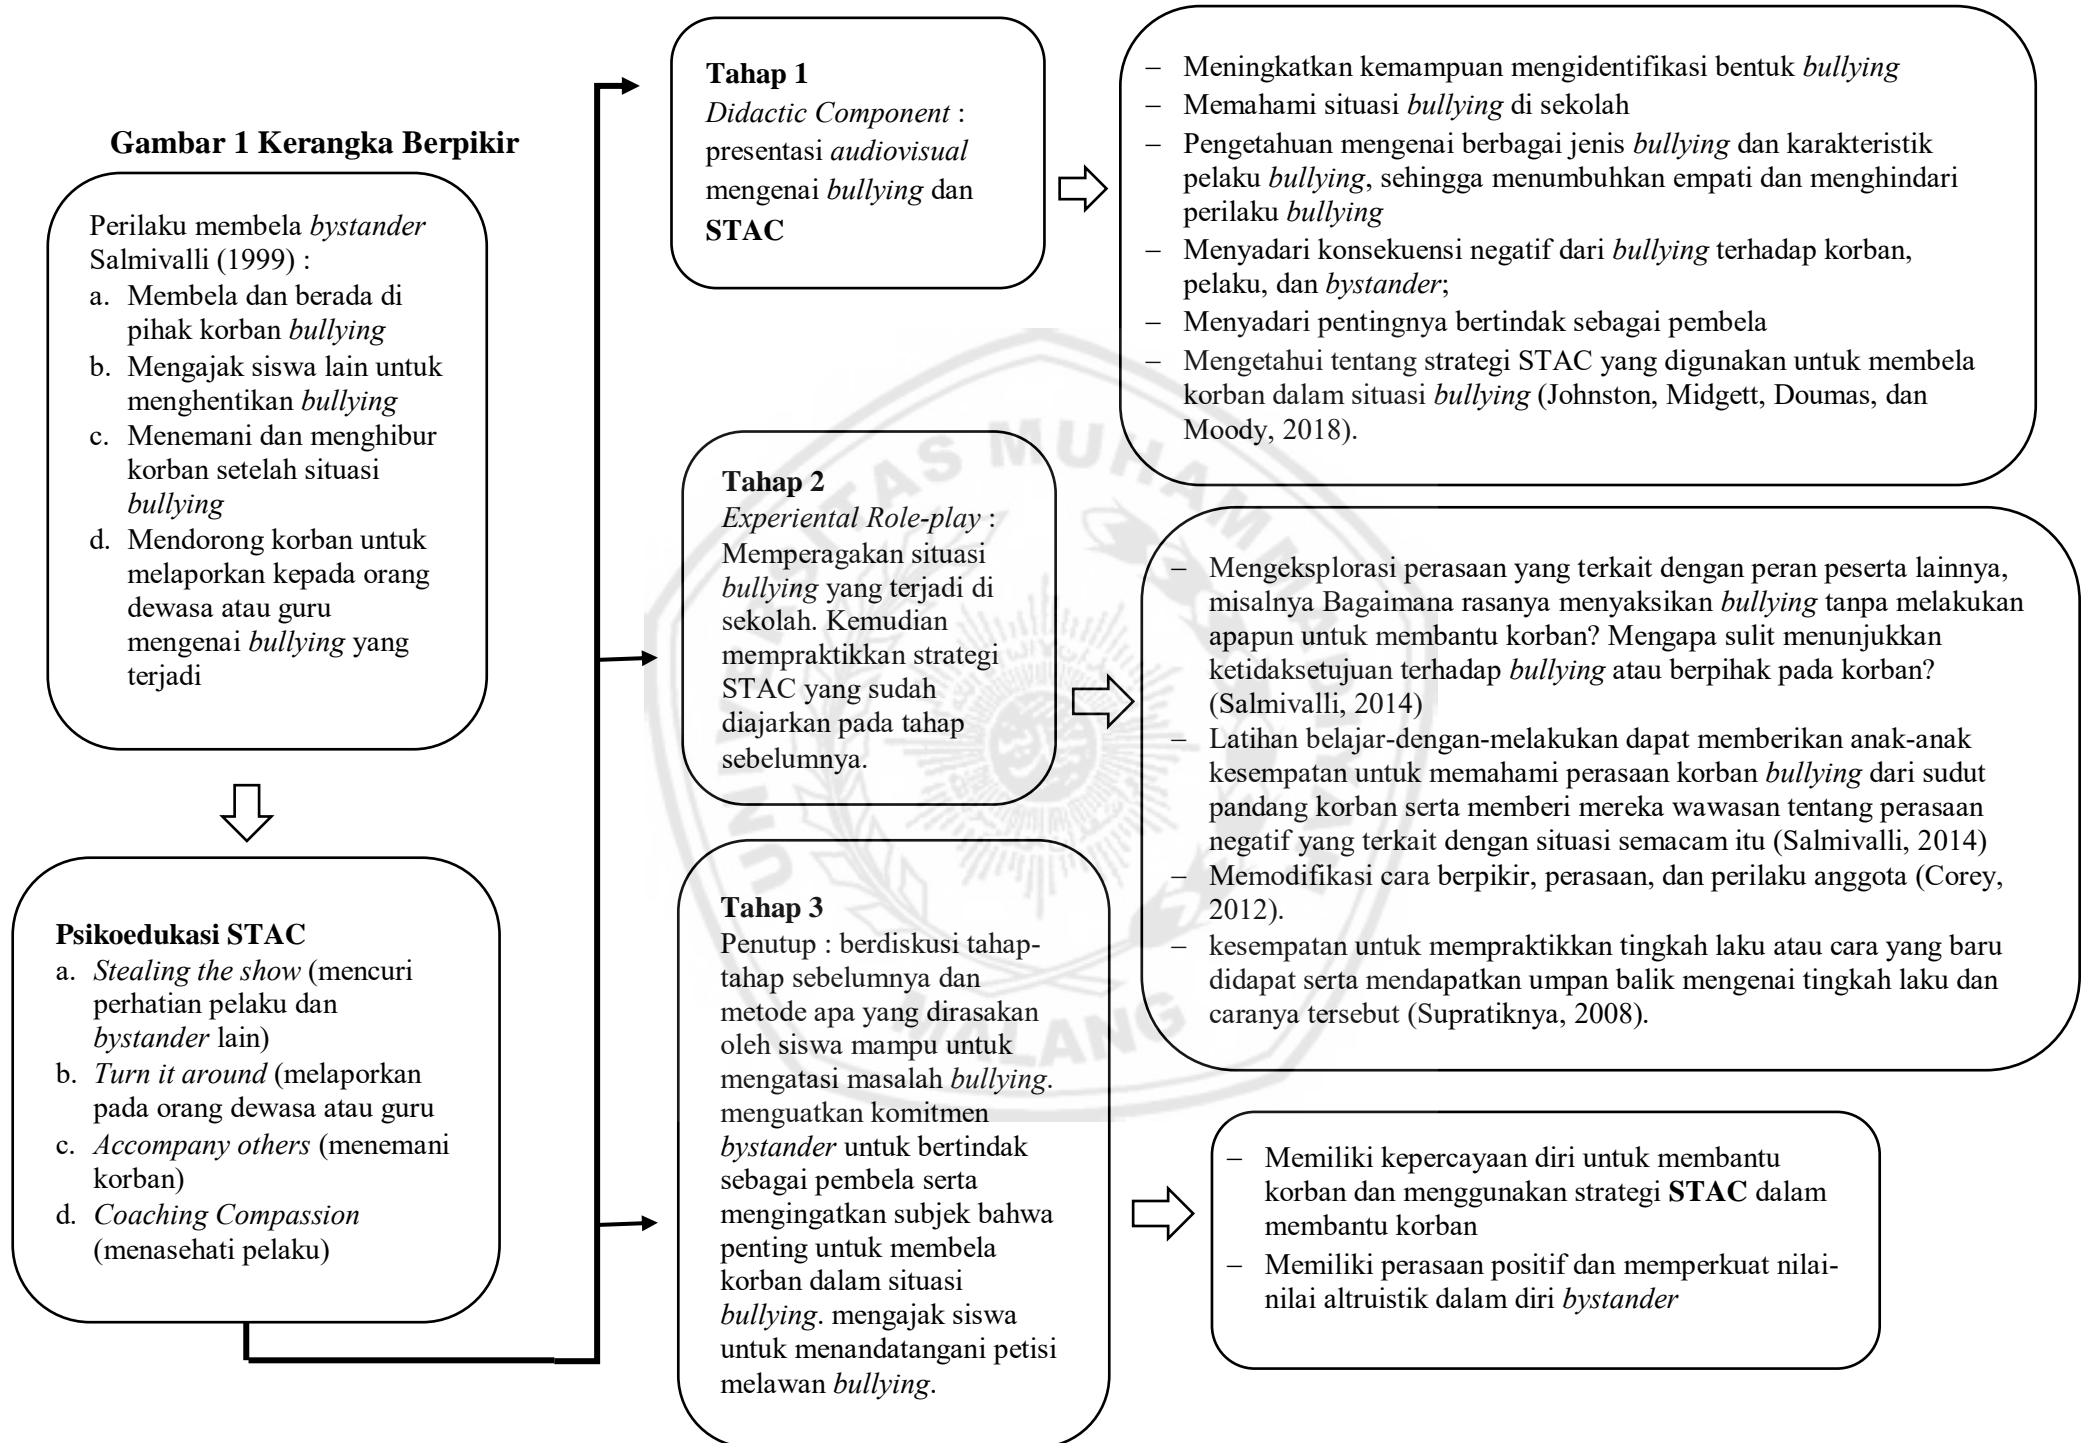 Gambar 1 Kerangka Berpikir
Perilaku membela bystander
Salmivalli (1999) :
a. Membela dan berada di
pihak korban bullying
b. Mengajak siswa lain untuk
menghentikan bullying
c. Menemani dan menghibur
korban setelah situasi
bullying
d. Mendorong korban untuk
melaporkan kepada orang
dewasa atau guru
mengenai bullying yang
terjadi
Psikoedukasi STAC
a. Stealing the show (mencuri
perhatian pelaku dan
bystander lain)
b. Turn it around (melaporkan
pada orang dewasa atau guru
c. Accompany others (menemani
korban)
d. Coaching Compassion
(menasehati pelaku)
Tahap 1
Didactic Component :
presentasi audiovisual
mengenai bullying dan
STAC
– Meningkatkan kemampuan mengidentifikasi bentuk bullying
– Memahami situasi bullying di sekolah
– Pengetahuan mengenai berbagai jenis bullying dan karakteristik
pelaku bullying, sehingga menumbuhkan empati dan menghindari
perilaku bullying
– Menyadari konsekuensi negatif dari bullying terhadap korban,
pelaku, dan bystander;
– Menyadari pentingnya bertindak sebagai pembela
– Mengetahui tentang strategi STAC yang digunakan untuk membela
korban dalam situasi bullying (Johnston, Midgett, Doumas, dan
Moody, 2018).
Tahap 2
Experiental Role-play :
Memperagakan situasi
bullying yang terjadi di
sekolah. Kemudian
mempraktikkan strategi
STAC yang sudah
diajarkan pada tahap
sebelumnya.
– Mengeksplorasi perasaan yang terkait dengan peran peserta lainnya,
misalnya Bagaimana rasanya menyaksikan bullying tanpa melakukan
apapun untuk membantu korban? Mengapa sulit menunjukkan
ketidaksetujuan terhadap bullying atau berpihak pada korban?
(Salmivalli, 2014)
– Latihan belajar-dengan-melakukan dapat memberikan anak-anak
kesempatan untuk memahami perasaan korban bullying dari sudut
pandang korban serta memberi mereka wawasan tentang perasaan
negatif yang terkait dengan situasi semacam itu (Salmivalli, 2014)
– Memodifikasi cara berpikir, perasaan, dan perilaku anggota (Corey,
2012).
– kesempatan untuk mempraktikkan tingkah laku atau cara yang baru
didapat serta mendapatkan umpan balik mengenai tingkah laku dan
caranya tersebut (Supratiknya, 2008).
Tahap 3
Penutup : berdiskusi tahap-
tahap sebelumnya dan
metode apa yang dirasakan
oleh siswa mampu untuk
mengatasi masalah bullying.
menguatkan komitmen
bystander untuk bertindak
sebagai pembela serta
mengingatkan subjek bahwa
penting untuk membela
korban dalam situasi
bullying. mengajak siswa
untuk menandatangani petisi
melawan bullying.
– Memiliki kepercayaan diri untuk membantu
korban dan menggunakan strategi STAC dalam
membantu korban
– Memiliki perasaan positif dan memperkuat nilai-
nilai altruistik dalam diri bystander
UNIVERSITAS MUHAMMADIYAH
MALANG